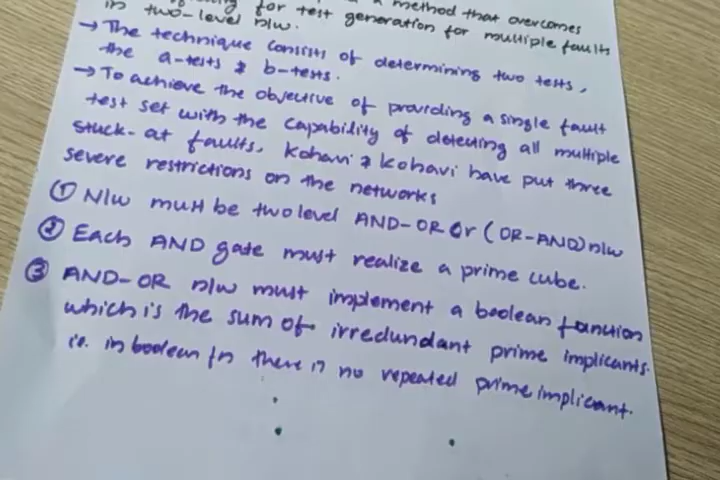 a method that overcomes
for test generation for multiple faults
in two-level n/w.
→ The technique consists of determining two tests,
the a-tests & b-tests.
→ To achieve the objective of providing a single fault
test set with the capability of detecting all multiple
stuck-at faults, Kohavi & Kohavi have put three
severe restrictions on the networks
① N/W must be two level AND-OR or (OR-AND) n/w
② Each AND gate must realize a prime cube.
③ AND-OR n/w must implement a boolean function
which is the sum of irredundant prime implicants.
i.e. in boolean fn there is no repeated prime implicant.